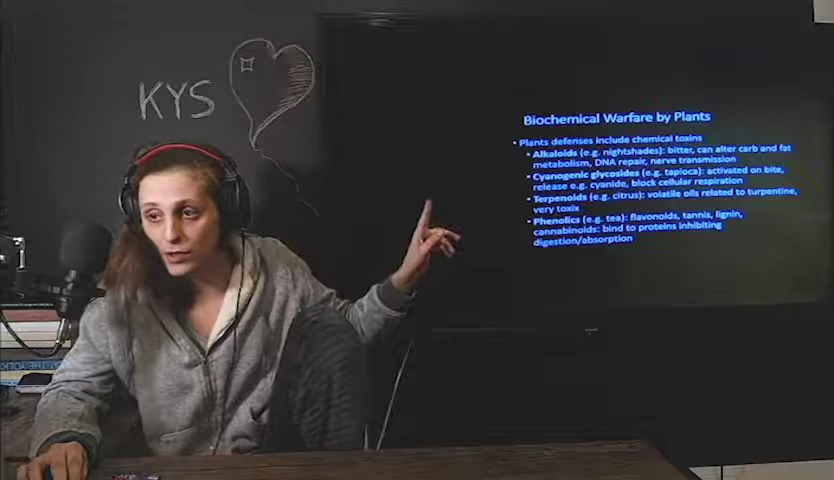 KYS
Biochemical Warfare by Plants
• Plants defenses include chemical toxins
• Alkaloids (e.g. nightshades): bitter, can alter carb and fat
metabolism, DNA repair, nerve transmission
• Cyanogenic glycosides (e.g. tapioca): activated on bite,
release e.g. cyanide, block cellular respiration
• Terpenoids (e.g. citrus): volatile oils related to turpentine,
very toxix
• Phenolics (e.g. tea): flavonoids, tannis, lignin,
cannabinoids: bind to proteins inhibiting
digestion/absorption